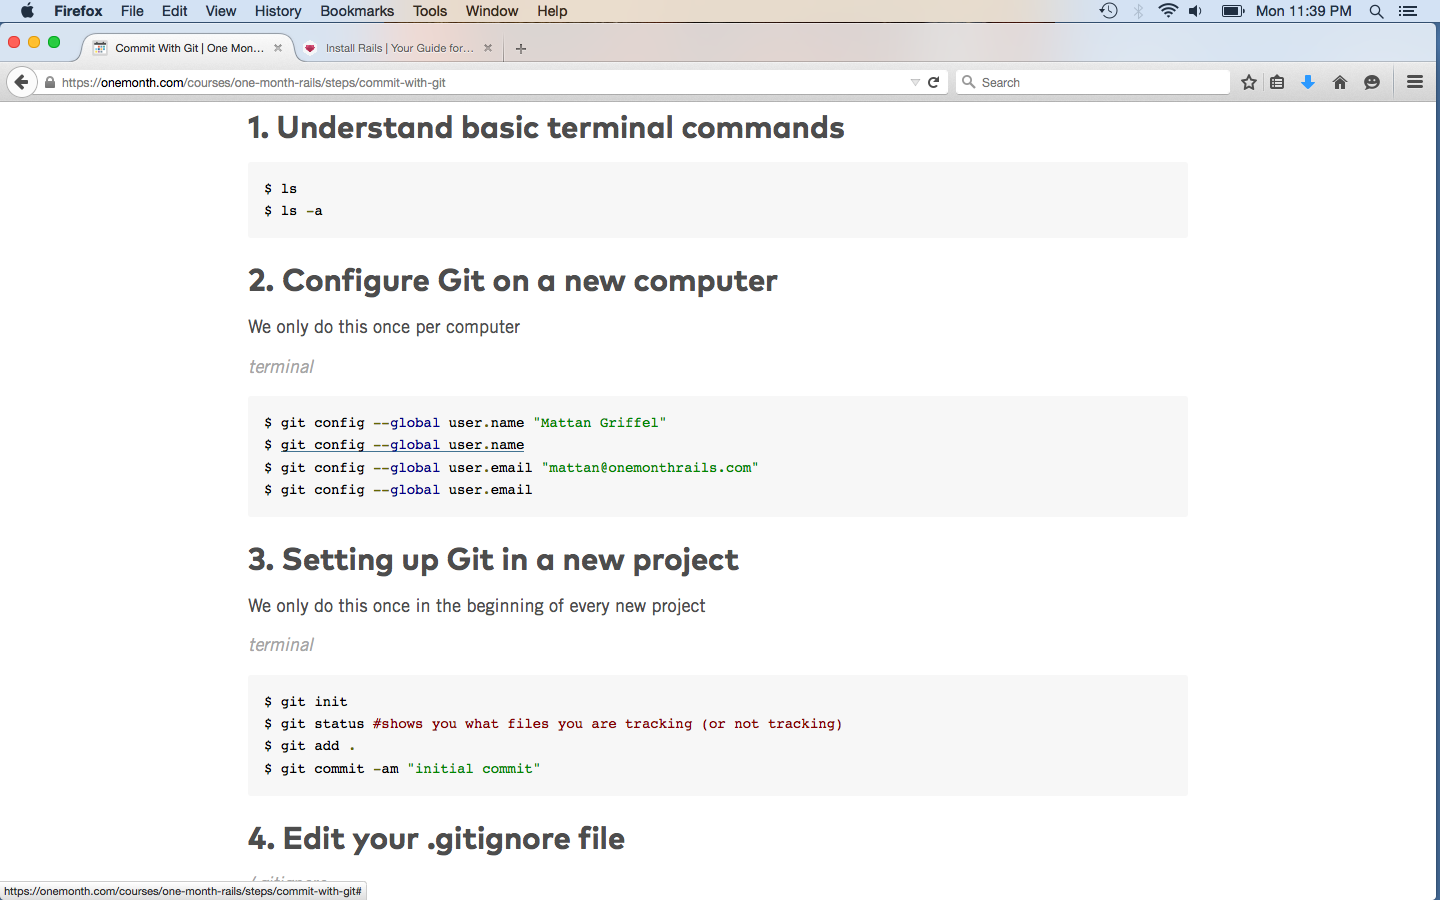 Firefox File Edit View History Bookmarks Tools Window Help Mon 11:39 PM
Commit With Git | One Mon... Install Rails | Your Guide for...
https://onemonth.com/courses/one-month-rails/steps/commit-with-git Search
1. Understand basic terminal commands
$ ls
$ ls -a
2. Configure Git on a new computer
We only do this once per computer
terminal
$ git config --global user.name "Mattan Griffel"
$ git config --global user.name
$ git config --global user.email "mattan@onemonthrails.com"
$ git config --global user.email
3. Setting up Git in a new project
We only do this once in the beginning of every new project
terminal
$ git init
$ git status #shows you what files you are tracking (or not tracking)
$ git add .
$ git commit -am "initial commit"
4. Edit your .gitignore file
/.gitignore
https://onemonth.com/courses/one-month-rails/steps/commit-with-git#